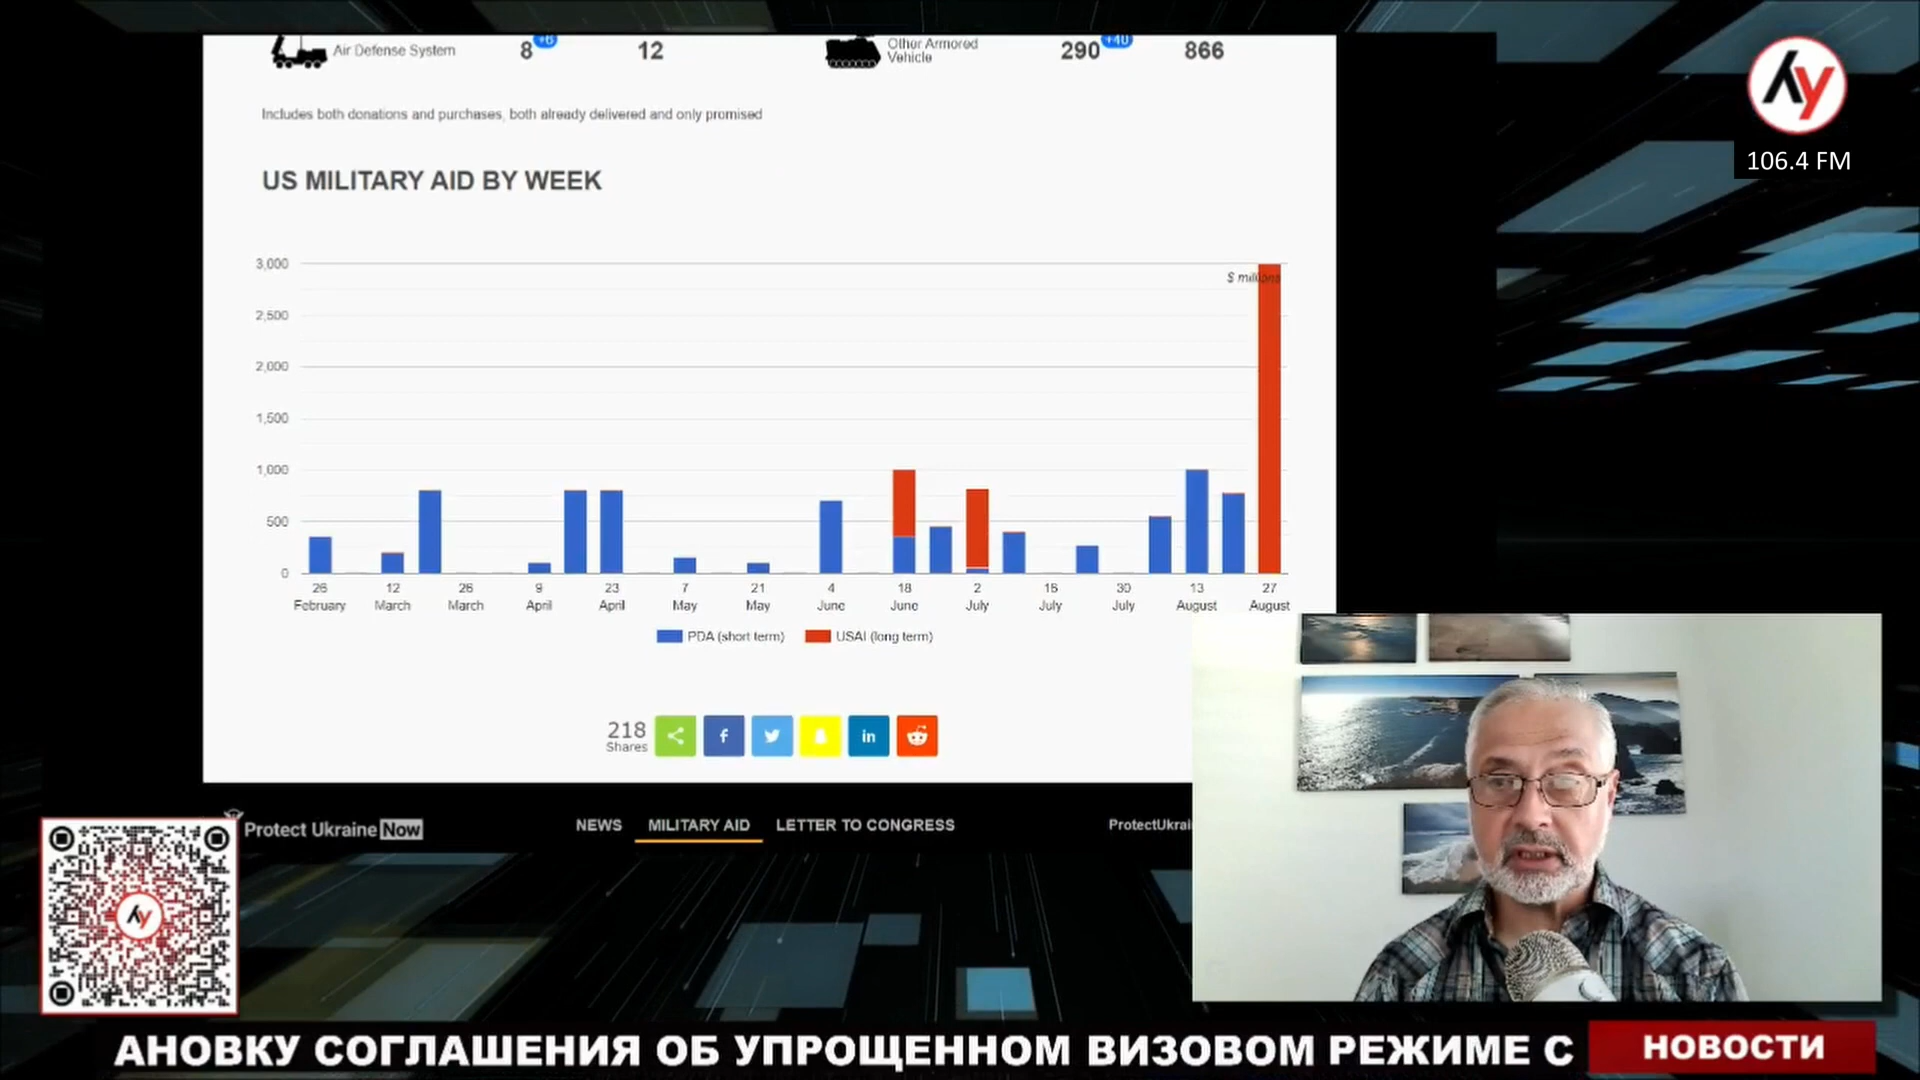 Air Defense System 8 +6 12
Other Armored Vehicle 290 +40 866
Includes both donations and purchases, both already delivered and only promised
US MILITARY AID BY WEEK
$ millions
3,000
2,500
2,000
1,500
1,000
500
0
26 February
12 March
26 March
9 April
23 April
7 May
21 May
4 June
18 June
2 July
16 July
30 July
13 August
27 August
PDA (short term) USAI (long term)
218
Shares
f
in
Protect Ukraine Now
NEWS MILITARY AID LETTER TO CONGRESS
ProtectUkrai
106.4 FM
АНОВКУ СОГЛАШЕНИЯ ОБ УПРОЩЕННОМ ВИЗОВОМ РЕЖИМЕ С
НОВОСТИ